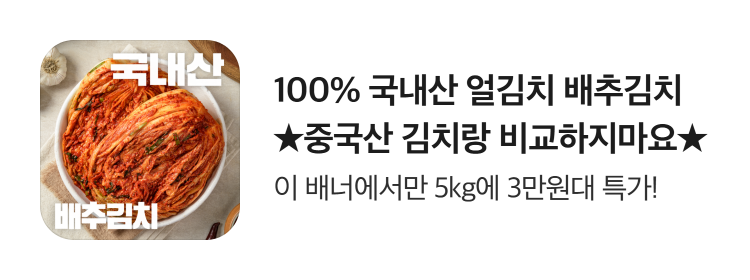 국내산
배추김치
100% 국내산 얼김치 배추김치
★중국산 김치랑 비교하지마요★
이 배너에서만 5kg에 3만원대 특가!